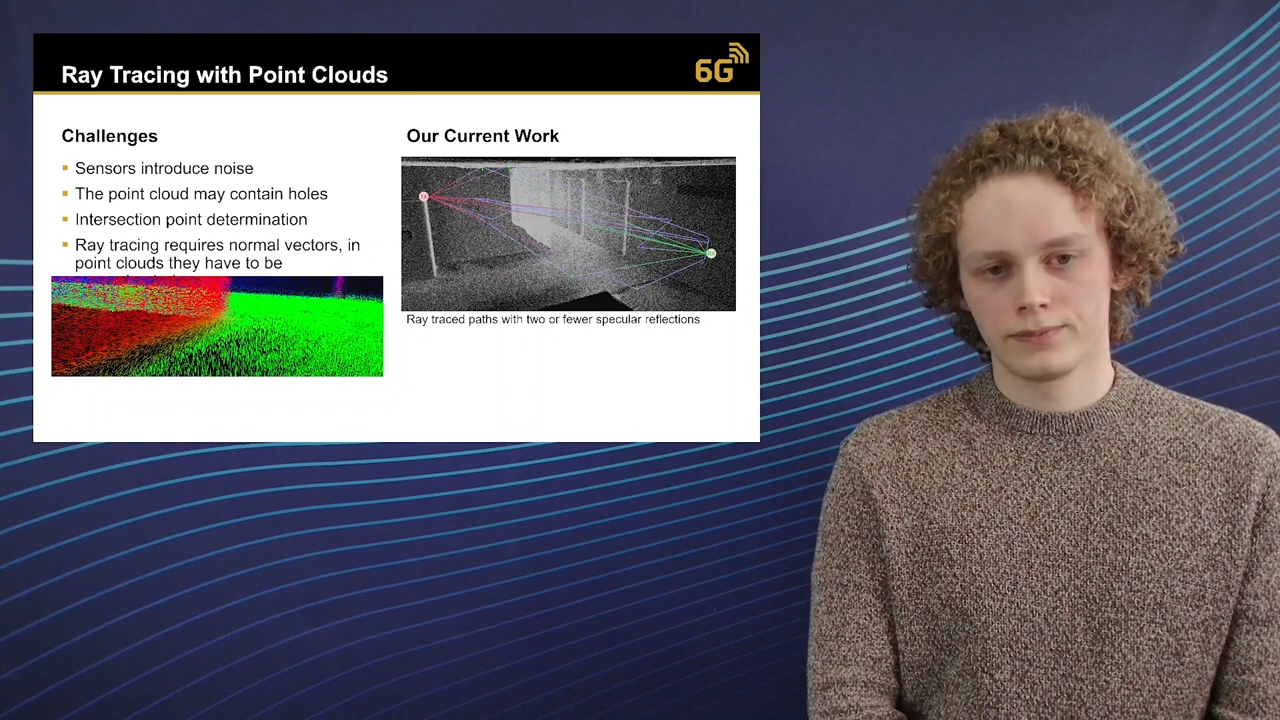 Ray Tracing with Point Clouds
6G
Challenges
Sensors introduce noise
The point cloud may contain holes
Intersection point determination
Ray tracing requires normal vectors, in
point clouds they have to be
Our Current Work
Ray traced paths with two or fewer specular reflections